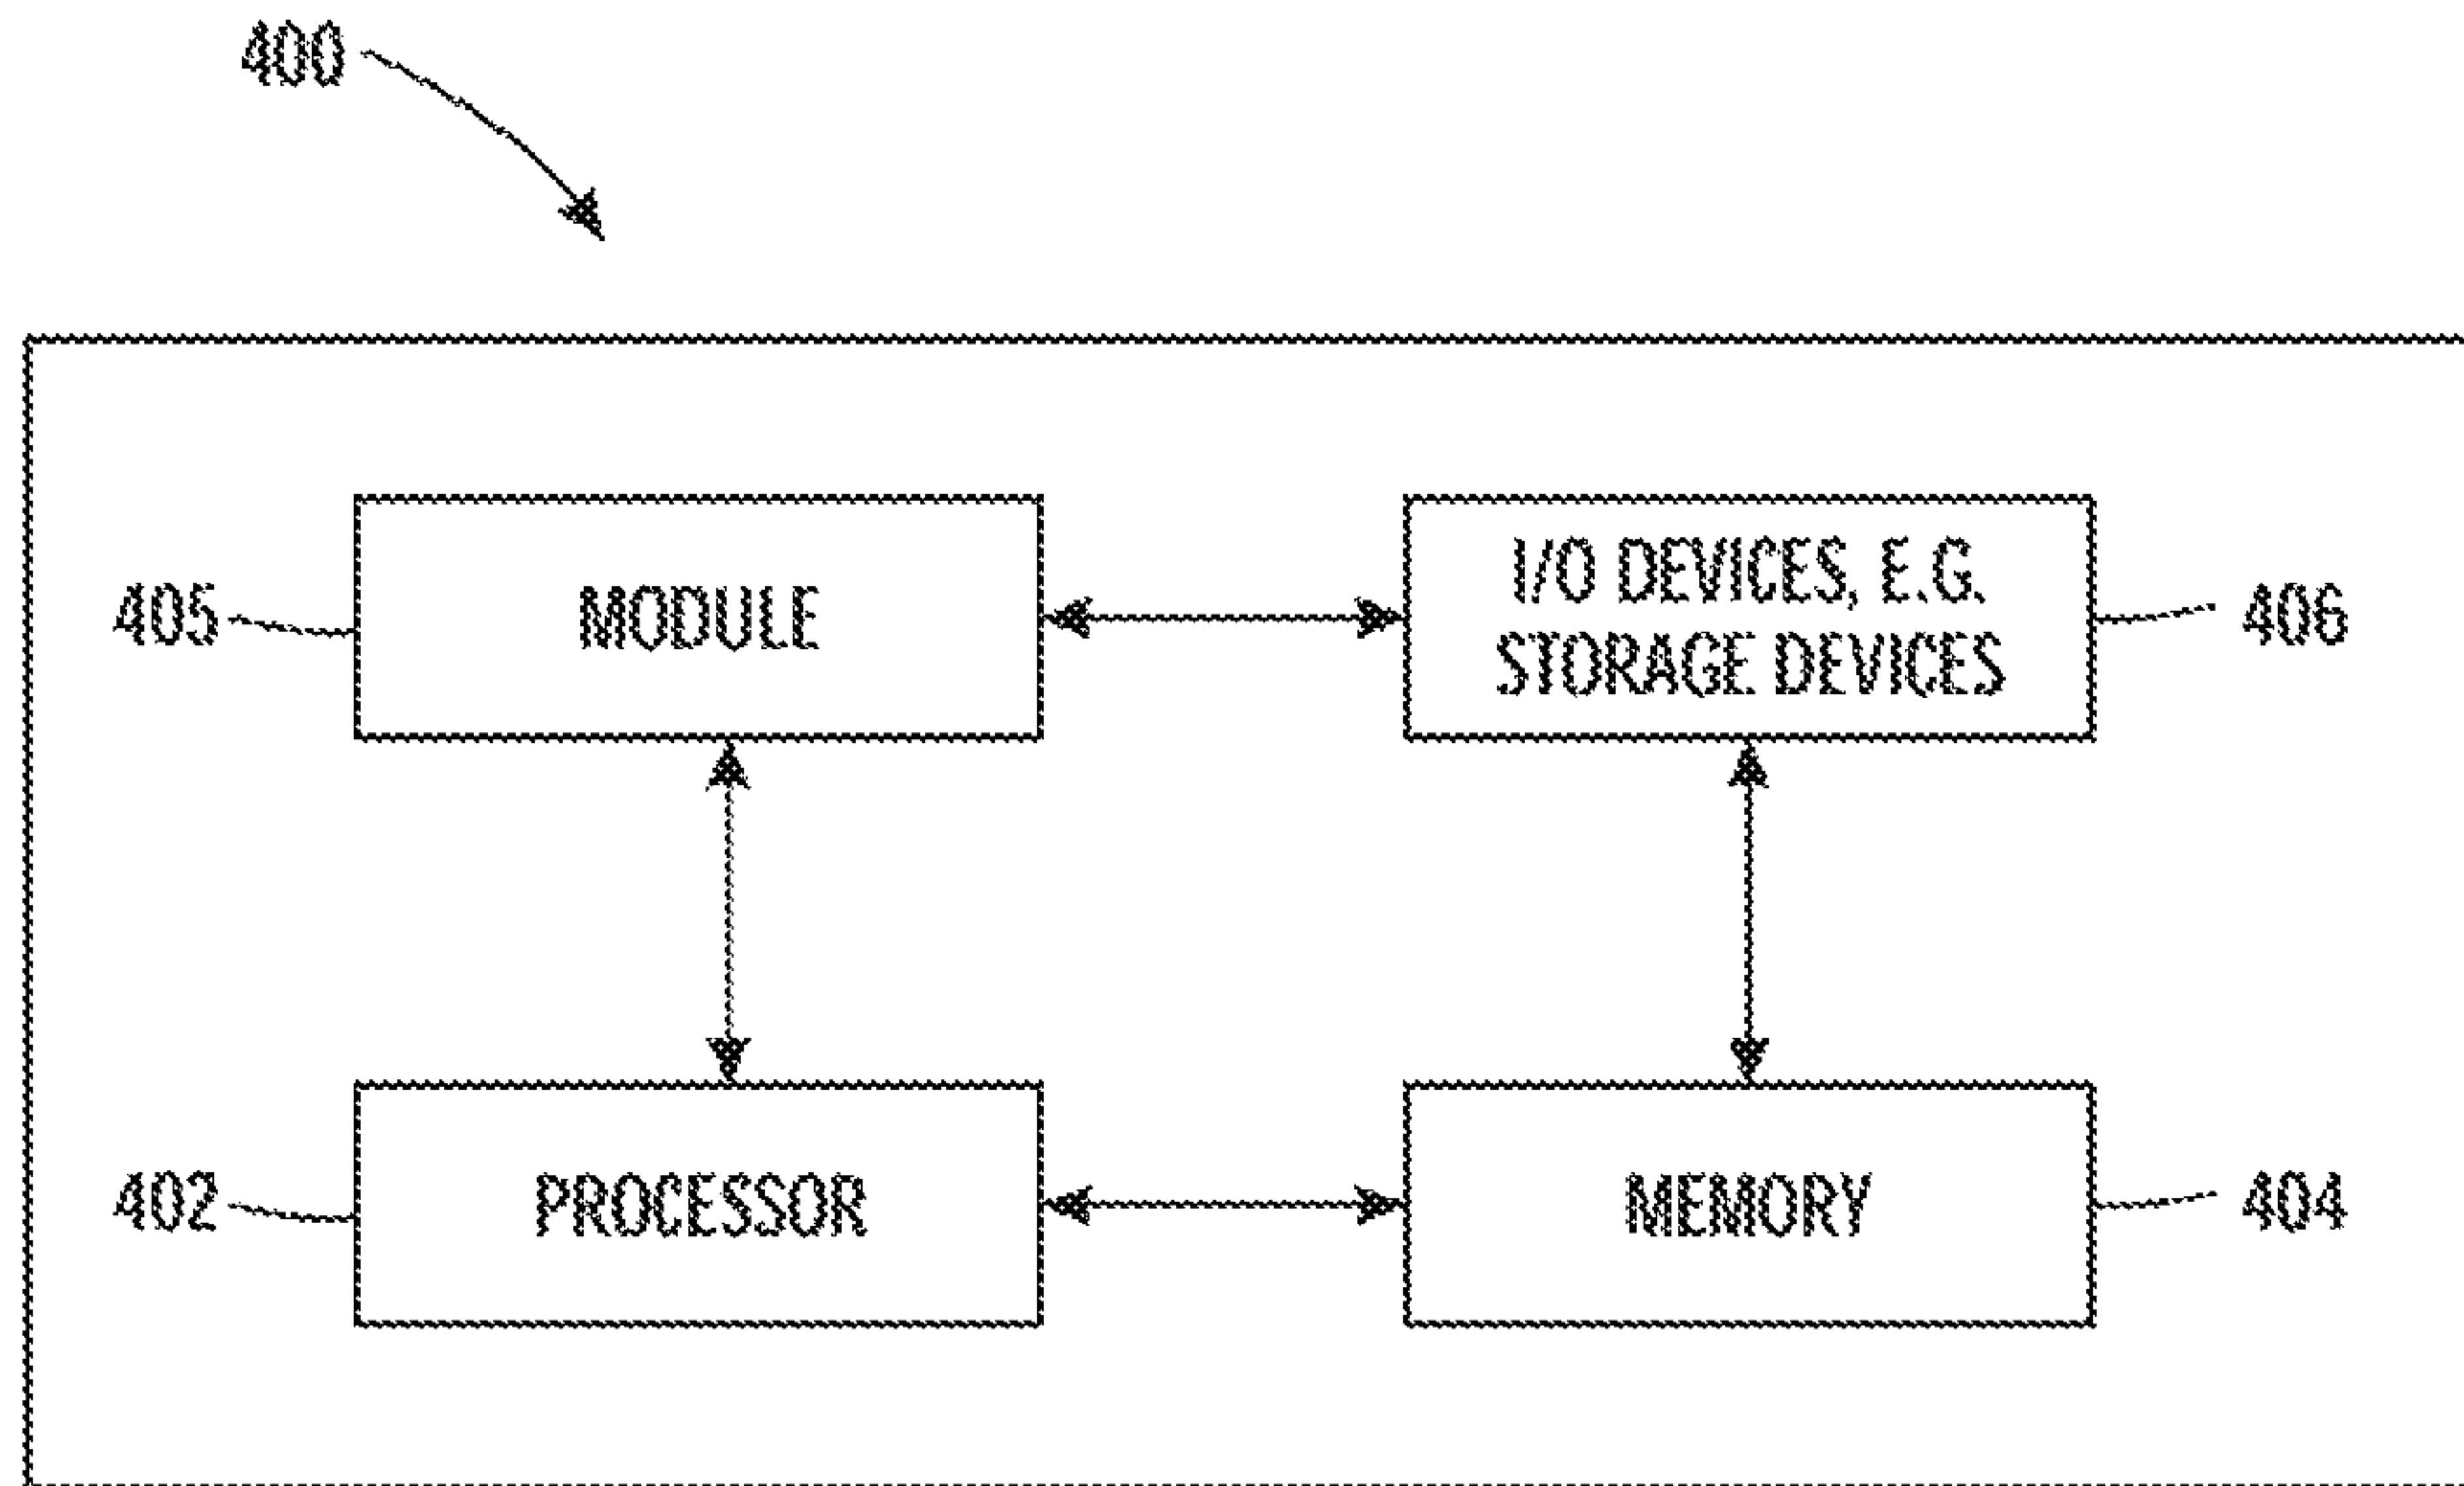 400
405
MODULE
I/O DEVICES, E.G.
STORAGE DEVICES
406
402
PROCESSOR
MEMORY
404